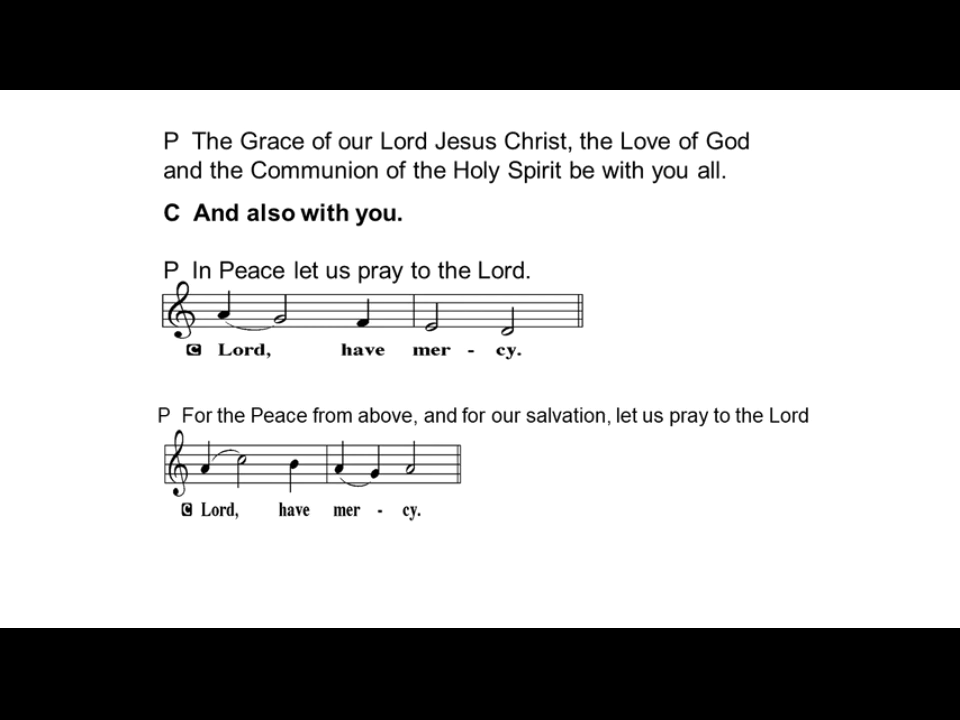 P The Grace of our Lord Jesus Christ, the Love of God
and the Communion of the Holy Spirit be with you all.
C And also with you.
P In Peace let us pray to the Lord.
C Lord, have mer - cy.
P For the Peace from above, and for our salvation, let us pray to the Lord
C Lord, have mer - cy.